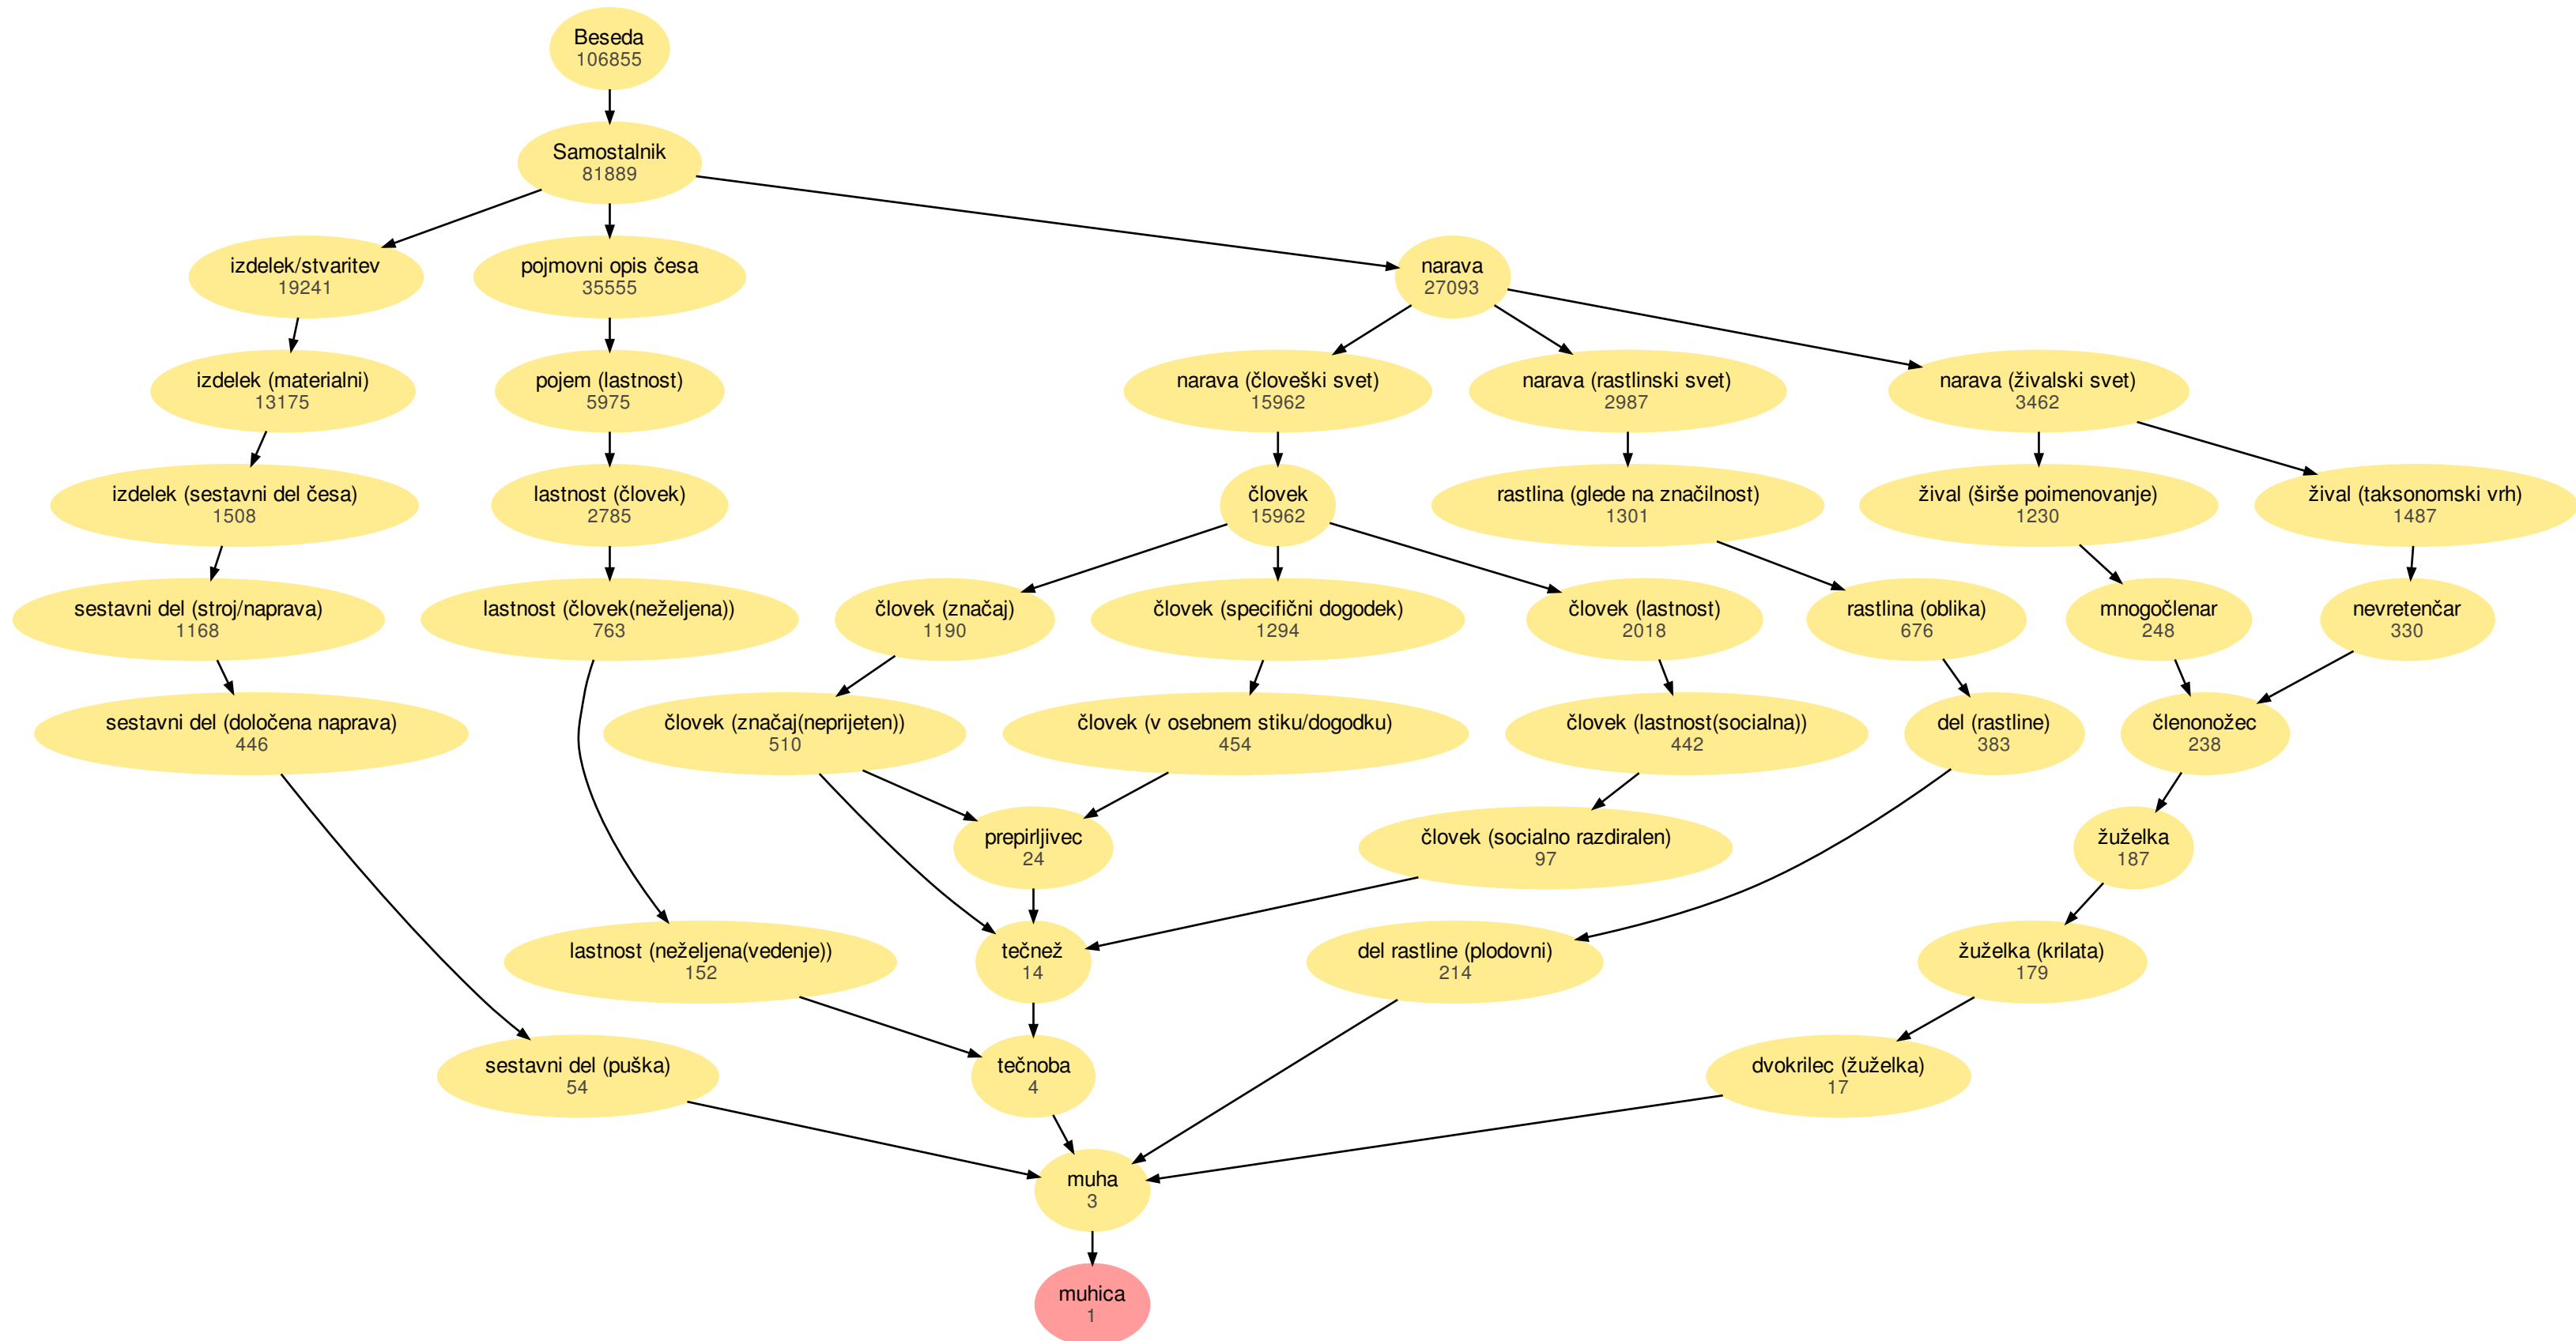 Beseda
106855
Samostalnik
81889
izdelek/stvaritev
19241
pojmovni opis česa
35555
narava
27093
izdelek (materialni)
13175
pojem (lastnost)
5975
narava (človeški svet)
15962
narava (rastlinski svet)
2987
narava (živalski svet)
3462
izdelek (sestavni del česa)
1508
lastnost (človek)
2785
človek
15962
rastlina (glede na značilnost)
1301
žival (širše poimenovanje)
1230
žival (taksonomski vrh)
1487
sestavni del (stroj/naprava)
1168
lastnost (človek(neželjena))
763
človek (značaj)
1190
človek (specifični dogodek)
1294
človek (lastnost)
2018
rastlina (oblika)
676
mnogočlenar
248
nevretenčar
330
sestavni del (določena naprava)
446
človek (značaj(neprijeten))
510
človek (v osebnem stiku/dogodku)
454
človek (lastnost(socialna))
442
del (rastline)
383
členonožec
238
prepirljivec
24
človek (socialno razdiralen)
97
žuželka
187
lastnost (neželjena(vedenje))
152
tečnež
14
del rastline (plodovni)
214
žuželka (krilata)
179
sestavni del (puška)
54
tečnoba
4
dvokrilec (žuželka)
17
muha
3
muhica
1